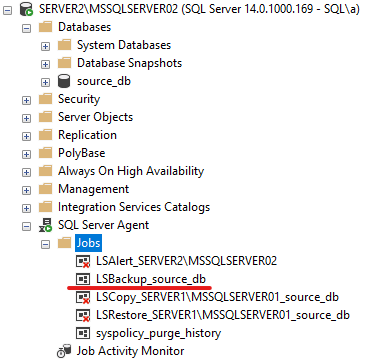 SERVER2\MSSQLSERVER02 (SQL Server 14.0.1000.169 - SQL\a)
Databases
System Databases
Database Snapshots
source_db
Security
Server Objects
Replication
PolyBase
Always On High Availability
Management
Integration Services Catalogs
SQL Server Agent
Jobs
LSAlert_SERVER2\MSSQLSERVER02
LSBackup_source_db
LSCopy_SERVER1\MSSQLSERVER01_source_db
LSRestore_SERVER1\MSSQLSERVER01_source_db
syspolicy_purge_history
Job Activity Monitor